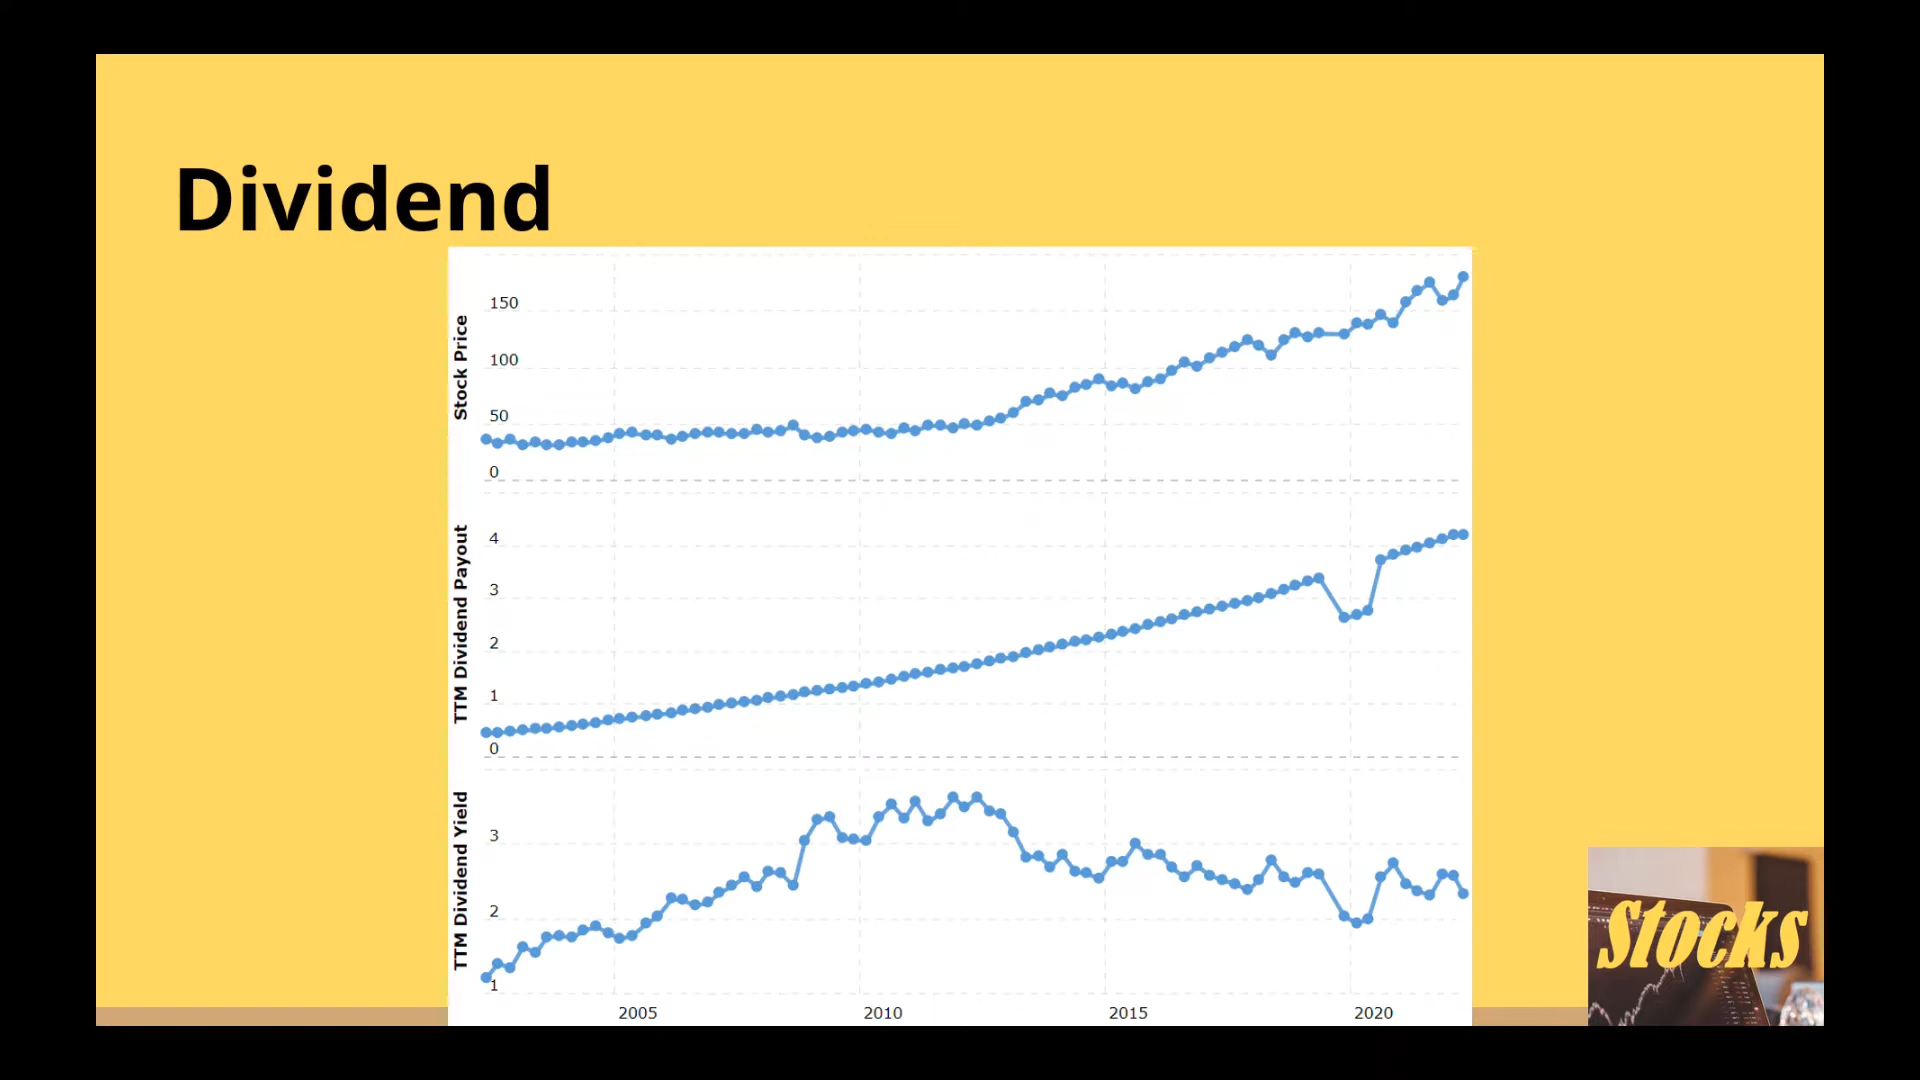 Dividend
Stock Price
150
100
50
0
TTM Dividend Payout
4
3
2
1
0
TTM Dividend Yield
3
2
1
2005 2010 2015 2020
Stocks